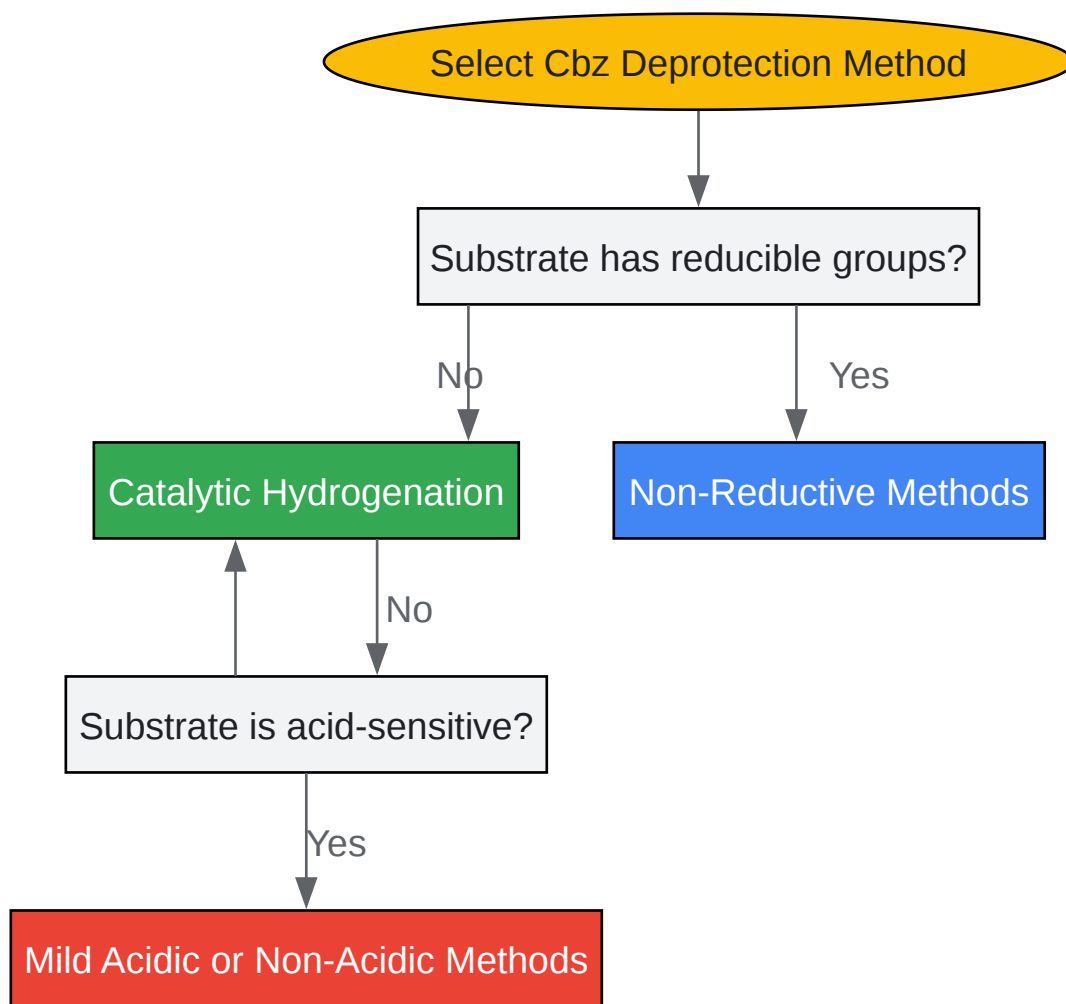 Select Cbz Deprotection Method
Substrate has reducible groups?
No
Yes
Catalytic Hydrogenation
Non-Reductive Methods
No
Substrate is acid-sensitive?
Yes
Mild Acidic or Non-Acidic Methods